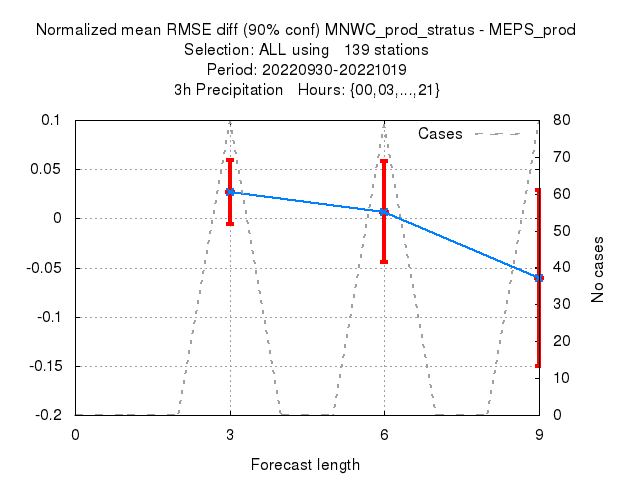 Normalized mean RMSE diff (90% conf) MNWC_prod_stratus - MEPS_prod
Selection: ALL using 139 stations
Period: 20220930-20221019
3h Precipitation Hours: {00,03,...,21}
Cases
0.1
0.05
0
-0.05
-0.1
-0.15
-0.2
80
70
60
50
40
30
20
10
0
No cases
0 3 6 9
Forecast length